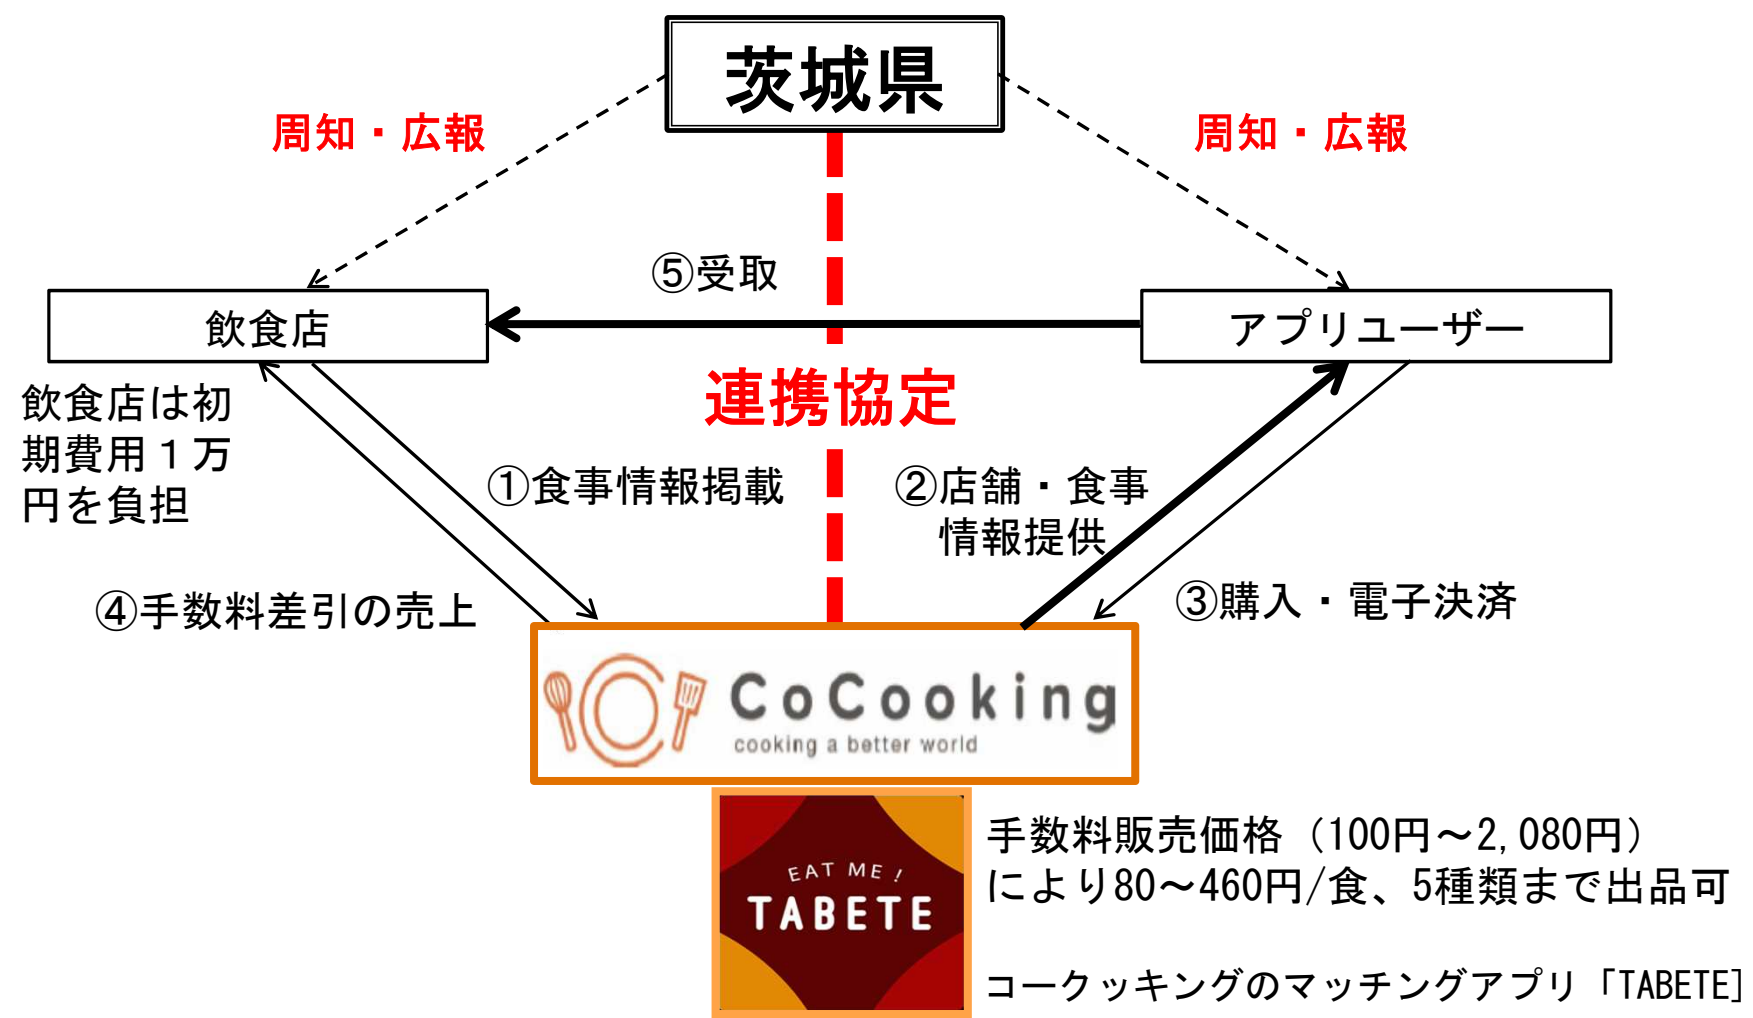 茨城県
周知・広報
周知・広報
⑤受取
飲食店
アプリユーザー
連携協定
飲食店は初
期費用１万
円を負担
①食事情報掲載
②店舗・食事
情報提供
④手数料差引の売上
③購入・電子決済
CoCooking
cooking a better world
EAT ME !
TABETE
手数料販売価格（100円～2,080円）
により80～460円/食、5種類まで出品可
コークッキングのマッチングアプリ「TABETE]